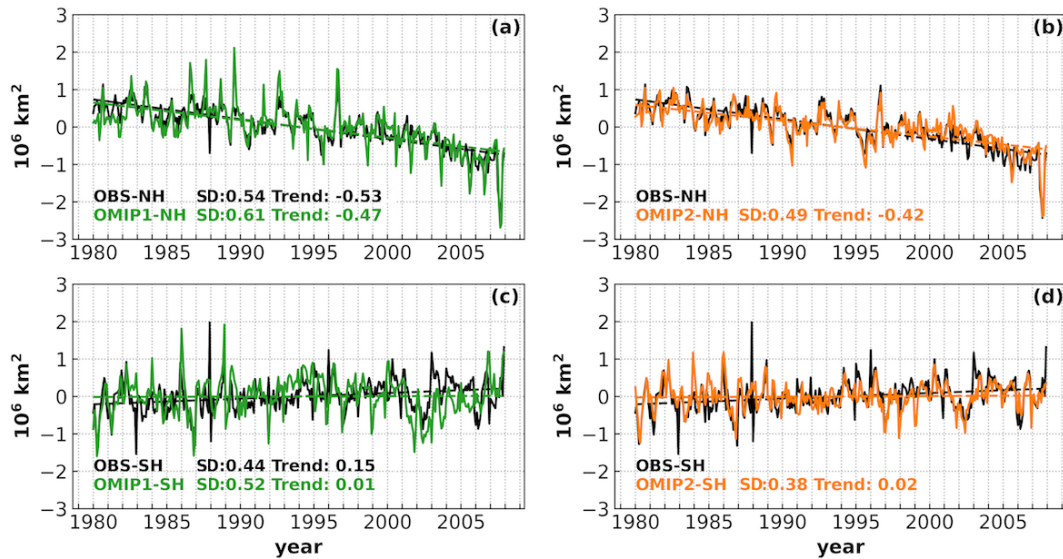 (a)
3
2
1
0
−1
−2
−3
10⁶ km²
OBS-NH SD:0.54 Trend: -0.53
OMIP1-NH SD:0.61 Trend: -0.47
1980 1985 1990 1995 2000 2005
(b)
3
2
1
0
−1
−2
−3
10⁶ km²
OBS-NH
OMIP2-NH SD:0.49 Trend: -0.42
1980 1985 1990 1995 2000 2005
(c)
3
2
1
0
−1
−2
−3
10⁶ km²
OBS-SH SD:0.44 Trend: 0.15
OMIP1-SH SD:0.52 Trend: 0.01
1980 1985 1990 1995 2000 2005
year
(d)
3
2
1
0
−1
−2
−3
10⁶ km²
OBS-SH
OMIP2-SH SD:0.38 Trend: 0.02
1980 1985 1990 1995 2000 2005
year